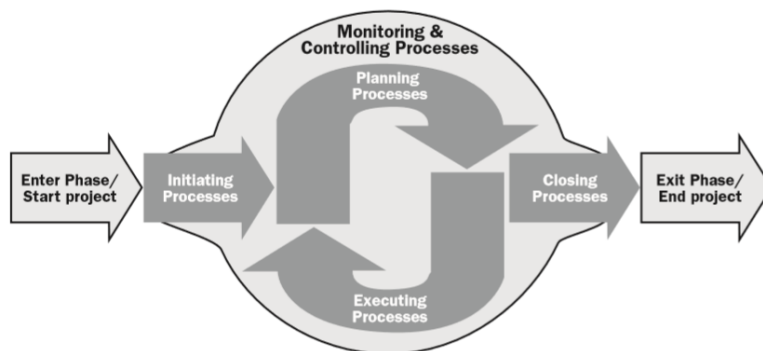 Monitoring &
Controlling Processes
Planning
Processes
Enter Phase/
Start project
Initiating
Processes
Closing
Processes
Exit Phase/
End project
Executing
Processes